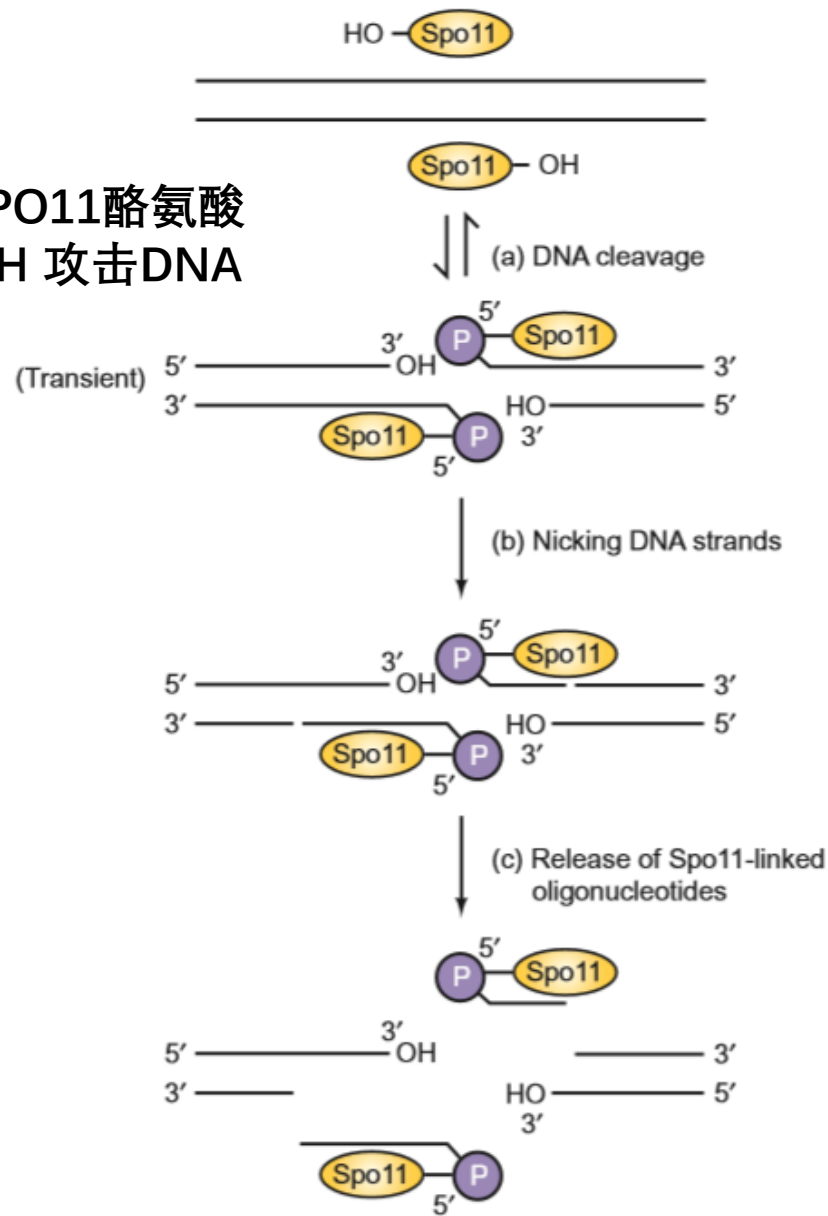 HO Spo11
Spo11 OH
PO11酪氨酸
H 攻击DNA
(a) DNA cleavage
5′
3′ P Spo11
(Transient) 5′ OH 3′
3′ HO 5′
Spo11 P 3′
5′
(b) Nicking DNA strands
5′
3′ P Spo11
5′ OH 3′
3′ HO 5′
Spo11 P 3′
5′
(c) Release of Spo11-linked
oligonucleotides
5′
P Spo11
3′
5′ OH 3′
3′ HO 5′
3′
Spo11 P
5′